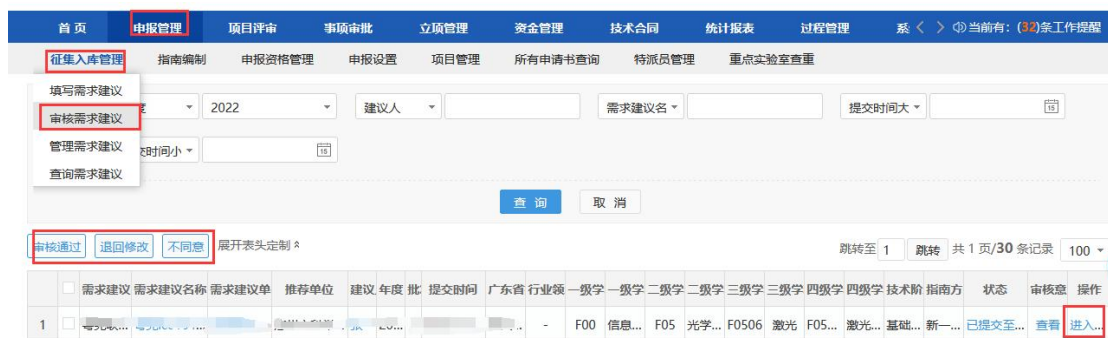 首页 申报管理 项目评审 事项审批 立项管理 资金管理 技术合同 统计报表 过程管理 系 当前有: (32)条工作提醒
征集入库管理 指南编制 申报资格管理 申报设置 项目管理 所有申请书查询 特派员管理 重点实验室查重
填写需求建议
审核需求建议
管理需求建议
查询需求建议
度 2022 建议人 需求建议名 提交时间大
交时间小
查询 取消
审核通过 退回修改 不同意 展开表头定制 跳转至 1 跳转 共 1 页/30 条记录 100
需求建议 需求建议名称 需求建议单 推荐单位 建议 年度 批 提交时间 广东省 行业领 一级学 一级学 二级学 二级学 三级学 三级学 四级学 四级学 技术阶 指南方 状态 审核意 操作
1 - F00 信息... F05 光学... F0506 激光 F05... 激光... 基础... 新一... 已提交至... 查看 进入...